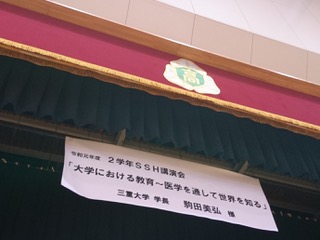 高
令和元年度 2学年SSH講演会
「大学における教育~医学を通して世界を知る」
三重大学 学長 駒田美弘 様